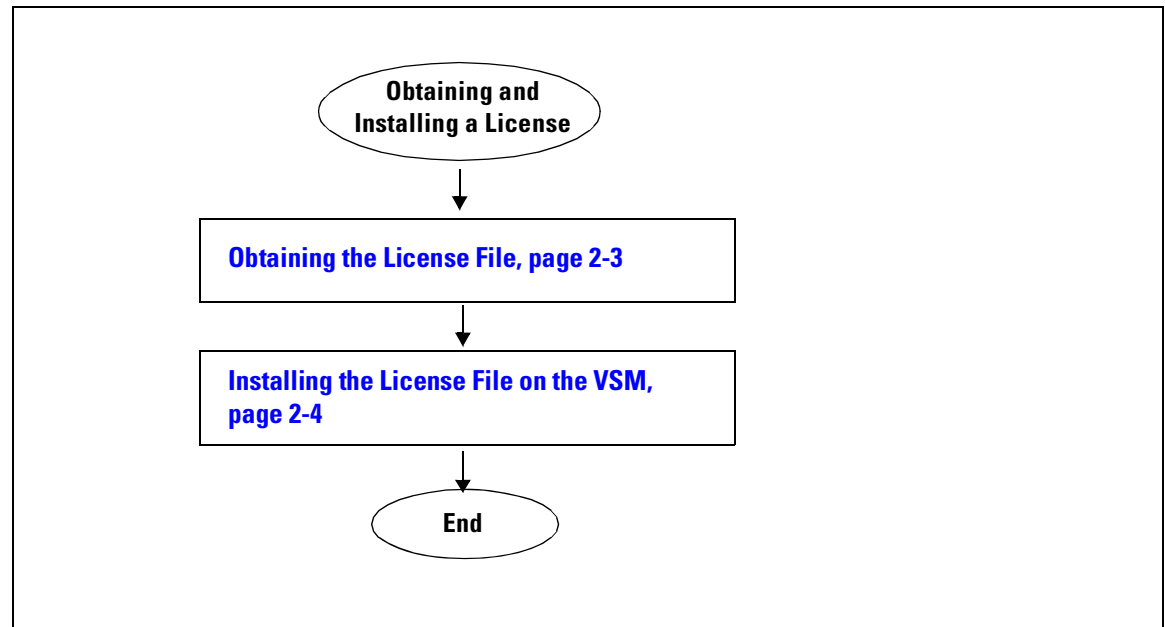 Obtaining and
Installing a License
Obtaining the License File, page 2-3
Installing the License File on the VSM,
page 2-4
End